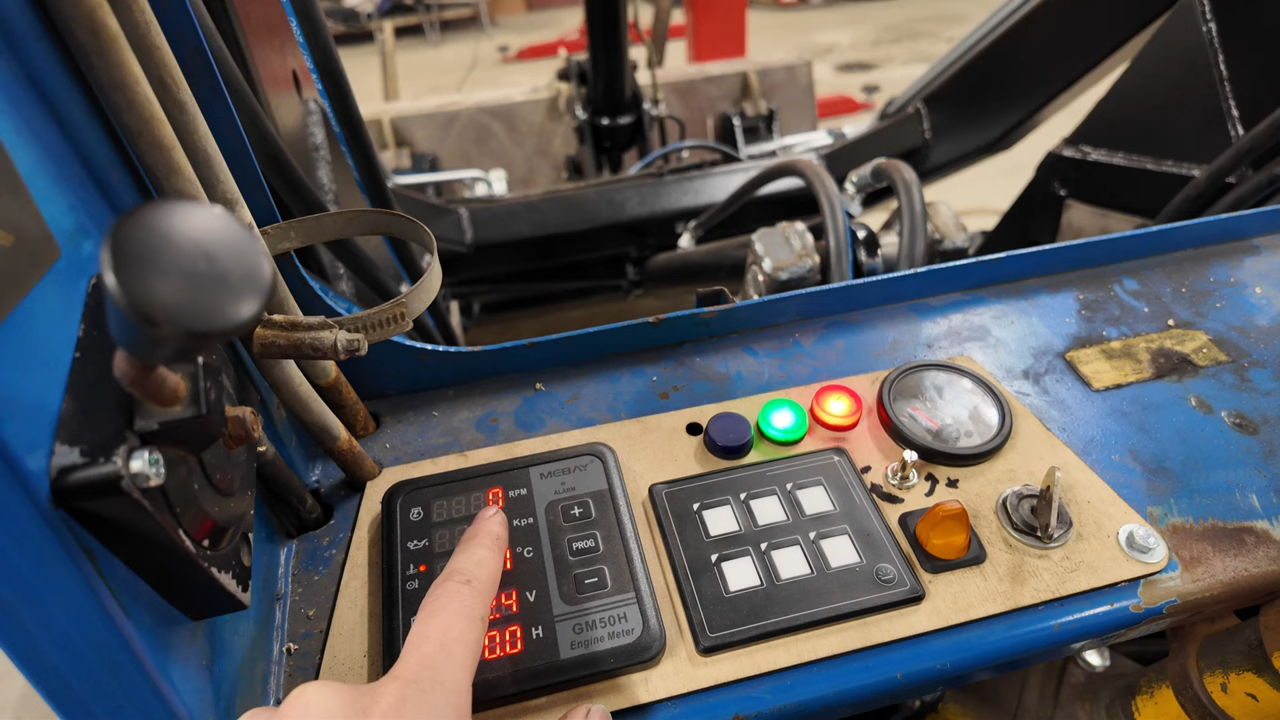 MEBAY
ALARM
0 RPM
Kpa
°C
.4 V
0.0 H
+
PROG
−
GM50H
Engine Meter